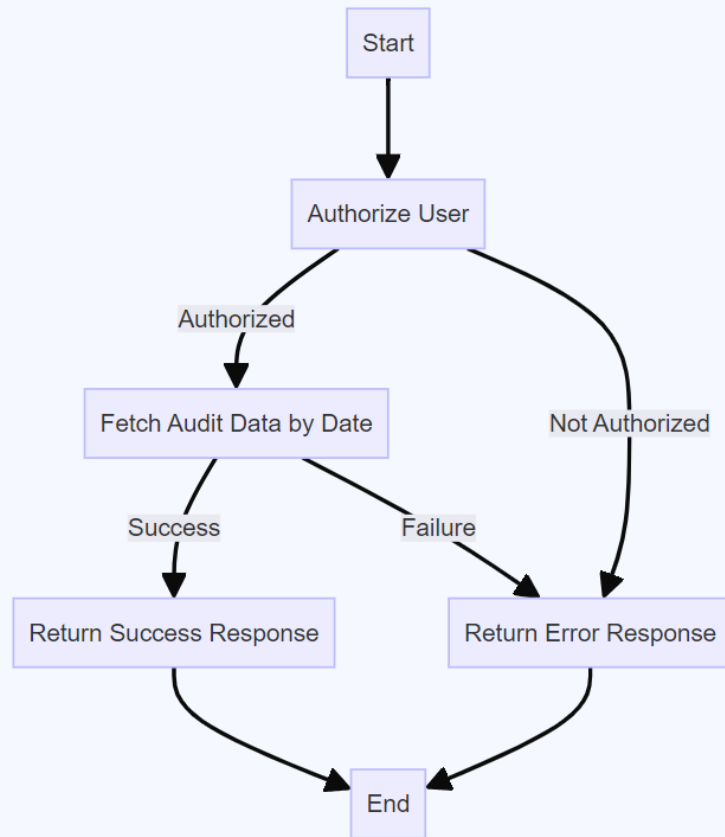 Start
Authorize User
Authorized
Fetch Audit Data by Date
Not Authorized
Success
Failure
Return Success Response
Return Error Response
End